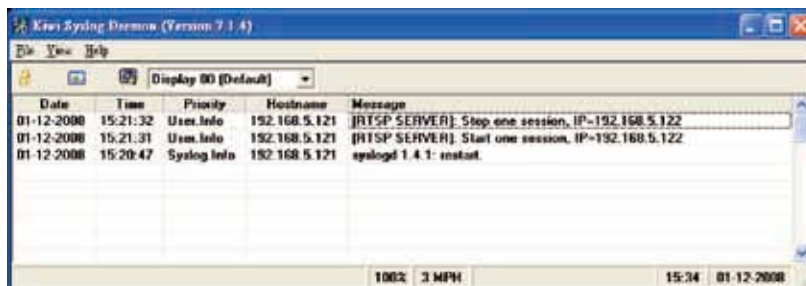 Kiwi Syslog Daemon (Version 7.1.4)
File View Help
Display 00 (Default)
Date Time Priority Hostname Message
01-12-2008 15:21:32 User.Info 192.168.5.121 [RTSP SERVER]: Stop one session, IP=192.168.5.122
01-12-2008 15:21:31 User.Info 192.168.5.121 [RTSP SERVER]: Start one session, IP=192.168.5.122
01-12-2008 15:20:47 Syslog.Info 192.168.5.121 syslogd 1.4.1: restart.
100% 3 MPH 15:34 01-12-2008